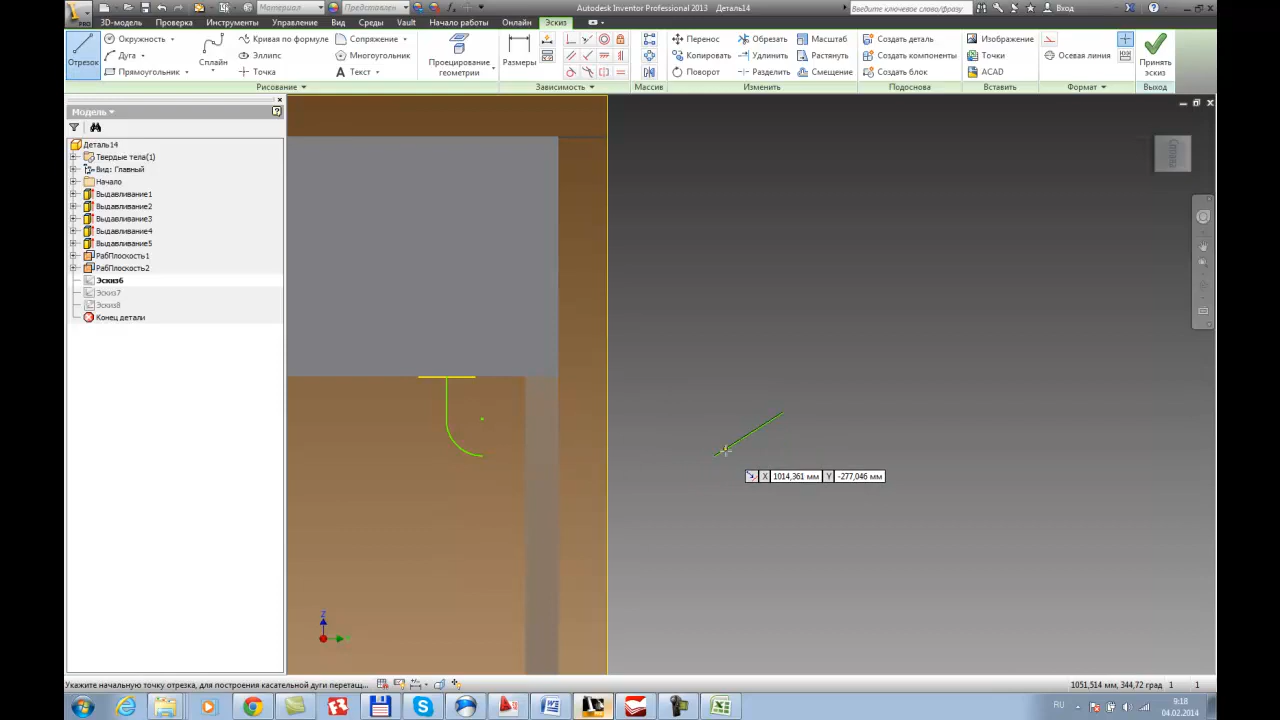 PRO
Материал
Представлен
Autodesk Inventor Professional 2013 Деталь14
Введите ключевое слово/фразу
Вход
3D-модель Проверка Инструменты Управление Вид Среды Vault Начало работы Онлайн Эскиз
Окружность Кривая по формуле Сопряжение Перенос Обрезать Масштаб Создать деталь Изображение
Отрезок Дуга Сплайн Эллипс Многоугольник Проецирование геометрии Размеры Копировать Удлинить Растянуть Создать компоненты Точки Осевая линия Принять эскиз
Прямоугольник Точка Текст Поворот Разделить Смещение Создать блок ACAD
Рисование Зависимость Массив Изменить Подоснова Вставить Формат Выход
Модель
Деталь14
Твердые тела(1)
Вид: Главный
Начало
Выдавливание1
Выдавливание2
Выдавливание3
Выдавливание4
Выдавливание5
РабПлоскость1
РабПлоскость2
Эскиз6
Эскиз7
Эскиз8
Конец детали
Справа
X 1014,361 мм Y -277,046 мм
Z
Укажите начальную точку отрезка, для построения касательной дуги перетащ...
1051,514 мм, 344,72 град 1 1
RU
9:18
04.02.2014